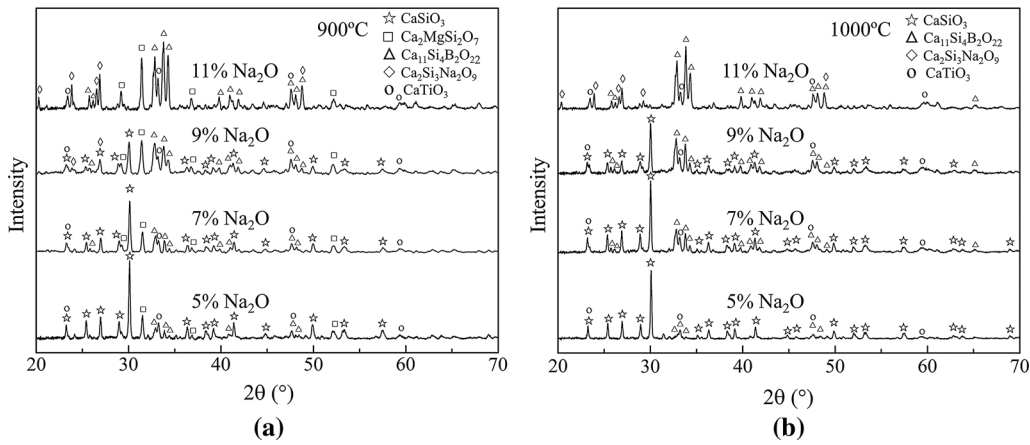 900ºC
☆ CaSiO₃
□ Ca₂MgSi₂O₇
△ Ca₁₁Si₄B₂O₂₂
◇ Ca₂Si₃Na₂O₉
○ CaTiO₃
11% Na₂O
9% Na₂O
7% Na₂O
5% Na₂O
Intensity
20 30 40 50 60 70
2θ (°)
(a)
1000ºC
☆ CaSiO₃
△ Ca₁₁Si₄B₂O₂₂
◇ Ca₂Si₃Na₂O₉
○ CaTiO₃
11% Na₂O
9% Na₂O
7% Na₂O
5% Na₂O
Intensity
20 30 40 50 60 70
2θ (°)
(b)